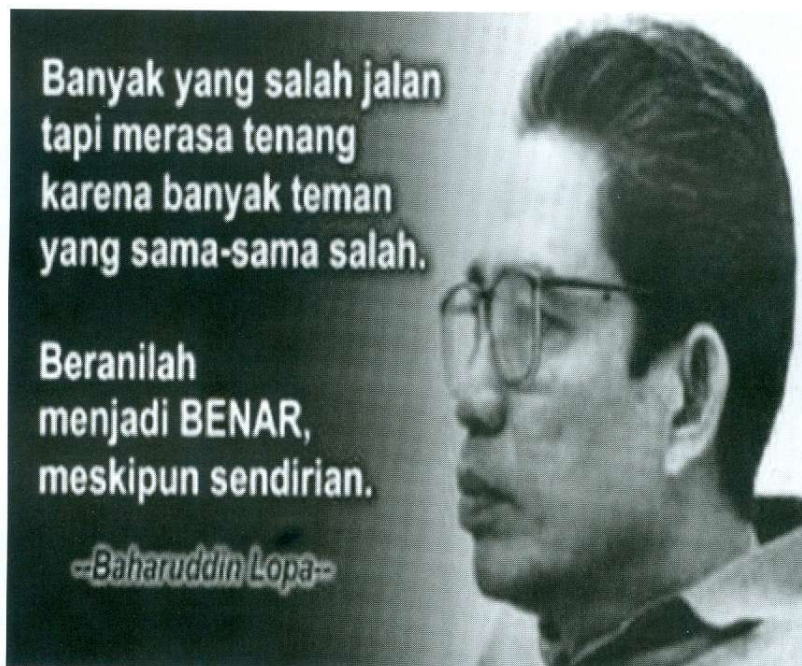 Banyak yang salah jalan
tapi merasa tenang
karena banyak teman
yang sama-sama salah.
Beranilah
menjadi BENAR,
meskipun sendirian.
--Baharuddin Lopa--